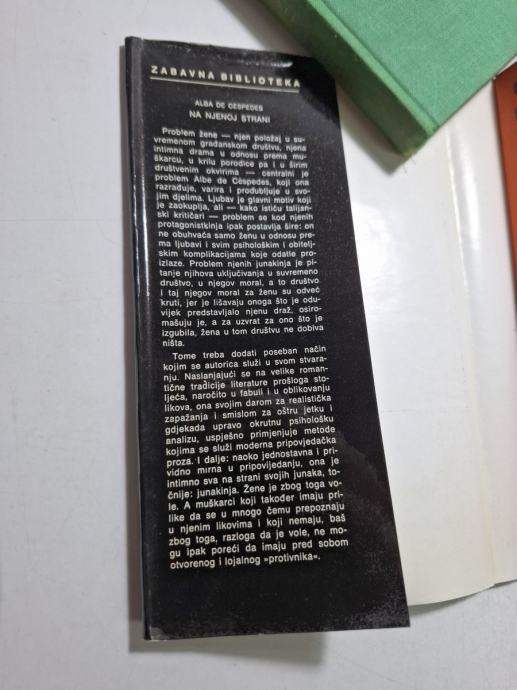 ZABAVNA BIBLIOTEKA
ALBA DE CÉSPEDES
NA NJENOJ STRANI
Problem žene — njen položaj u su-
vremenom građanskom društvu, njena
intimna drama u odnosu prema mu-
škarcu, u krilu porodice pa i u širim
društvenim okvirima — centralni je
problem Albe de Céspedes, koji ona
razrađuje, varira i produbljuje u svo-
jim djelima. Ljubav je glavni motiv koji
je zaokuplja, ali — kako ističu talijan-
ski kritičari — problem se kod njenih
protagonistkinja ipak postavlja šire: on
ne obuhvaća samo ženu u odnosu pre-
ma ljubavi i svim psihološkim i obitelj-
skim komplikacijama koje odatle pro-
izlaze. Problem njenih junakinja je pi-
tanje njihova uključivanja u suvremeno
društvo, u njegov moral, a to društvo
i taj njegov moral za ženu su odveć
kruti, jer je lišavaju onoga što je odu-
vijek predstavljalo njenu draž, osiro-
mašuju je, a za uzvrat za ono što je
izgubila, žena u tom društvu ne dobiva
ništa.
Tome treba dodati poseban način
kojim se autorica služi u svom stvara-
nju. Naslanjajući se na velike roman-
tične tradicije literature prošloga sto-
ljeća, naročito u fabuli i u oblikovanju
likova, ona svojim darom za realistička
zapažanja i smislom za oštru jetku i
gdjekada upravo okrutnu psihološku
analizu, uspješno primjenjuje metode
kojima se služi moderna pripovjedačka
proza. I dalje: naoko jednostavna i pri-
vidno mirna u pripovijedanju, ona je
intimno sva na strani svojih junaka, to-
čnije: junakinja. Žene je zbog toga vo-
le. A muškarci koji također imaju pri-
like da se u mnogo čemu prepoznaju
u njenim likovima i koji nemaju, baš
zbog toga, razloga da je vole, ne mo-
gu ipak poreći da imaju pred sobom
otvorenog i lojalnog »protivnika«.